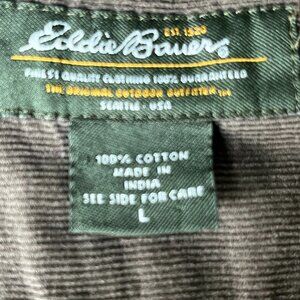 EST. 1920
Eddie Bauer
FINEST QUALITY CLOTHING 100% GUARANTEED
THE ORIGINAL OUTDOOR OUTFITTER TM
SEATTLE · USA
100% COTTON
MADE IN
INDIA
SEE SIDE FOR CARE
L